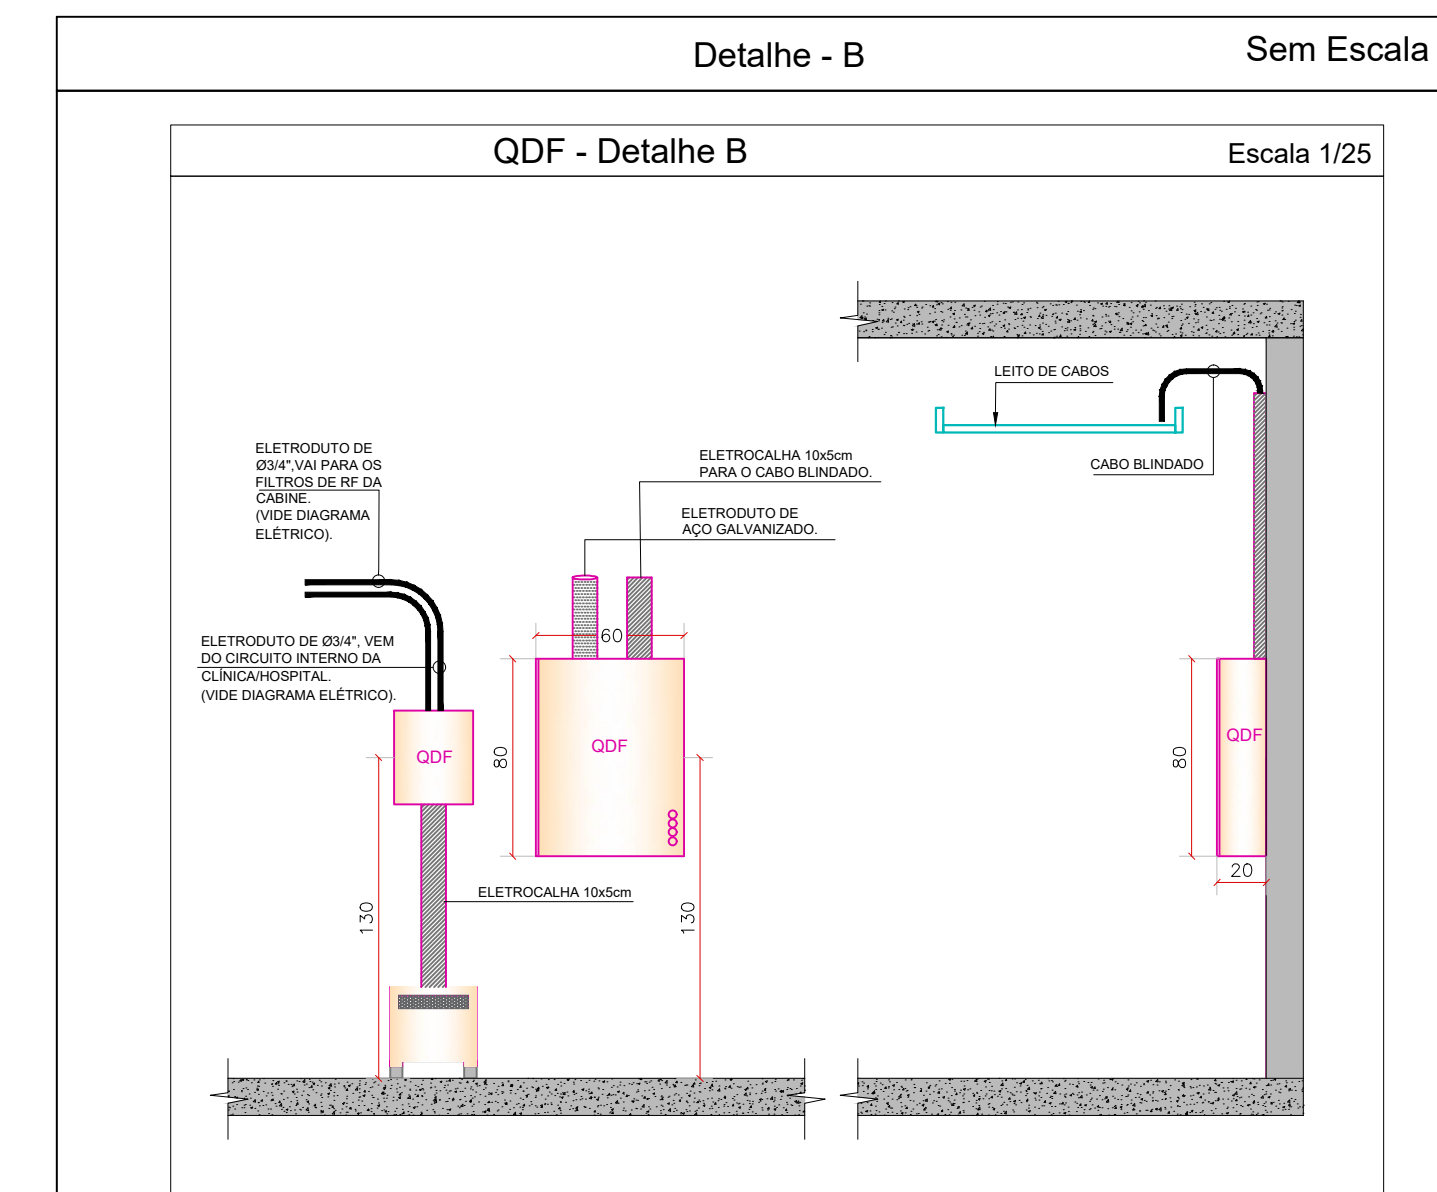 Detalhe - B
Sem Escala
QDF - Detalhe B
Escala 1/25
LEITO DE CABOS
CABO BLINDADO
ELETRODUTO DE
Ø3/4",VAI PARA OS
FILTROS DE RF DA
CABINE.
(VIDE DIAGRAMA
ELÉTRICO).
ELETROCALHA 10x5cm
PARA O CABO BLINDADO.
ELETRODUTO DE
AÇO GALVANIZADO.
ELETRODUTO DE Ø3/4", VEM
DO CIRCUITO INTERNO DA
CLÍNICA/HOSPITAL.
(VIDE DIAGRAMA ELÉTRICO).
60
QDF
QDF
QDF
80
80
20
ELETROCALHA 10x5cm
130
130